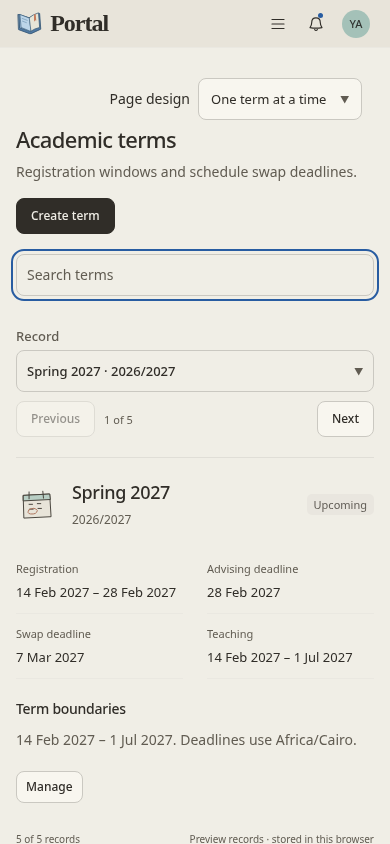 Portal
YA
Page design
One term at a time
Academic terms
Registration windows and schedule swap deadlines.
Create term
Search terms
Record
Spring 2027 · 2026/2027
Previous
1 of 5
Next
Spring 2027
2026/2027
Upcoming
Registration
14 Feb 2027 – 28 Feb 2027
Advising deadline
28 Feb 2027
Swap deadline
7 Mar 2027
Teaching
14 Feb 2027 – 1 Jul 2027
Term boundaries
14 Feb 2027 – 1 Jul 2027. Deadlines use Africa/Cairo.
Manage
5 of 5 records
Preview records · stored in this browser